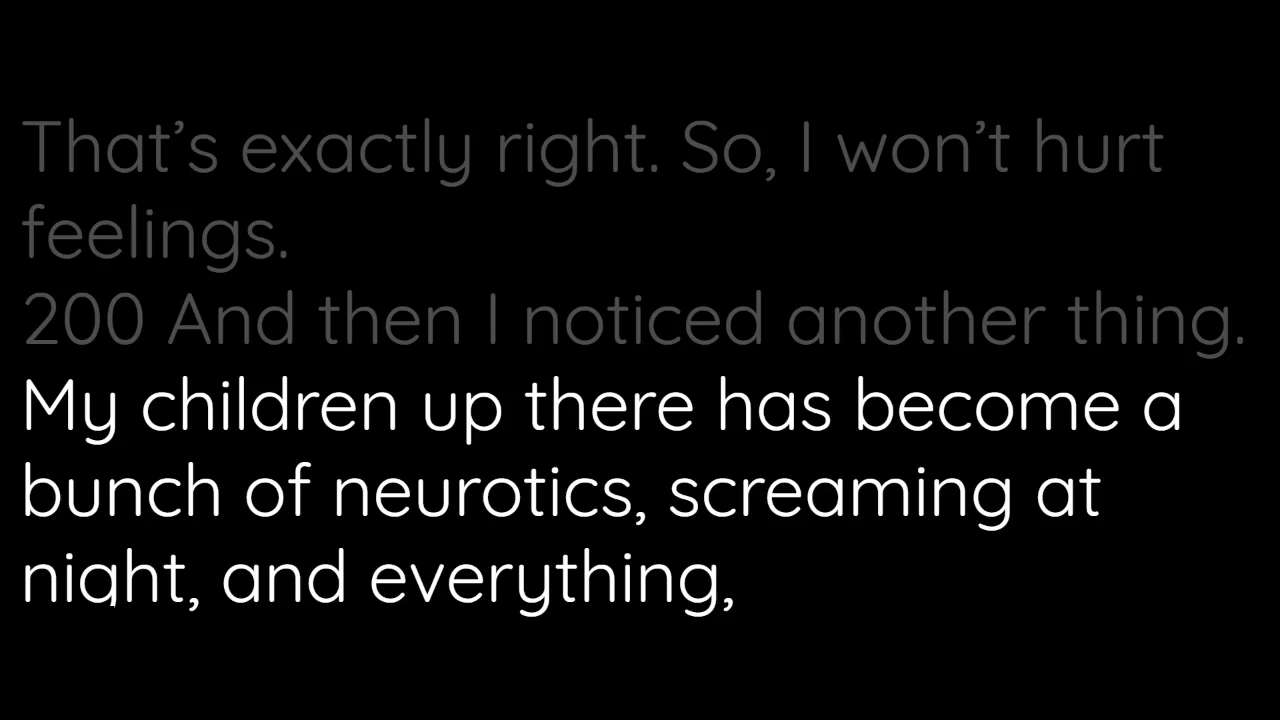 That’s exactly right. So, I won’t hurt
feelings.
200 And then I noticed another thing.
My children up there has become a
bunch of neurotics, screaming at
night, and everything,